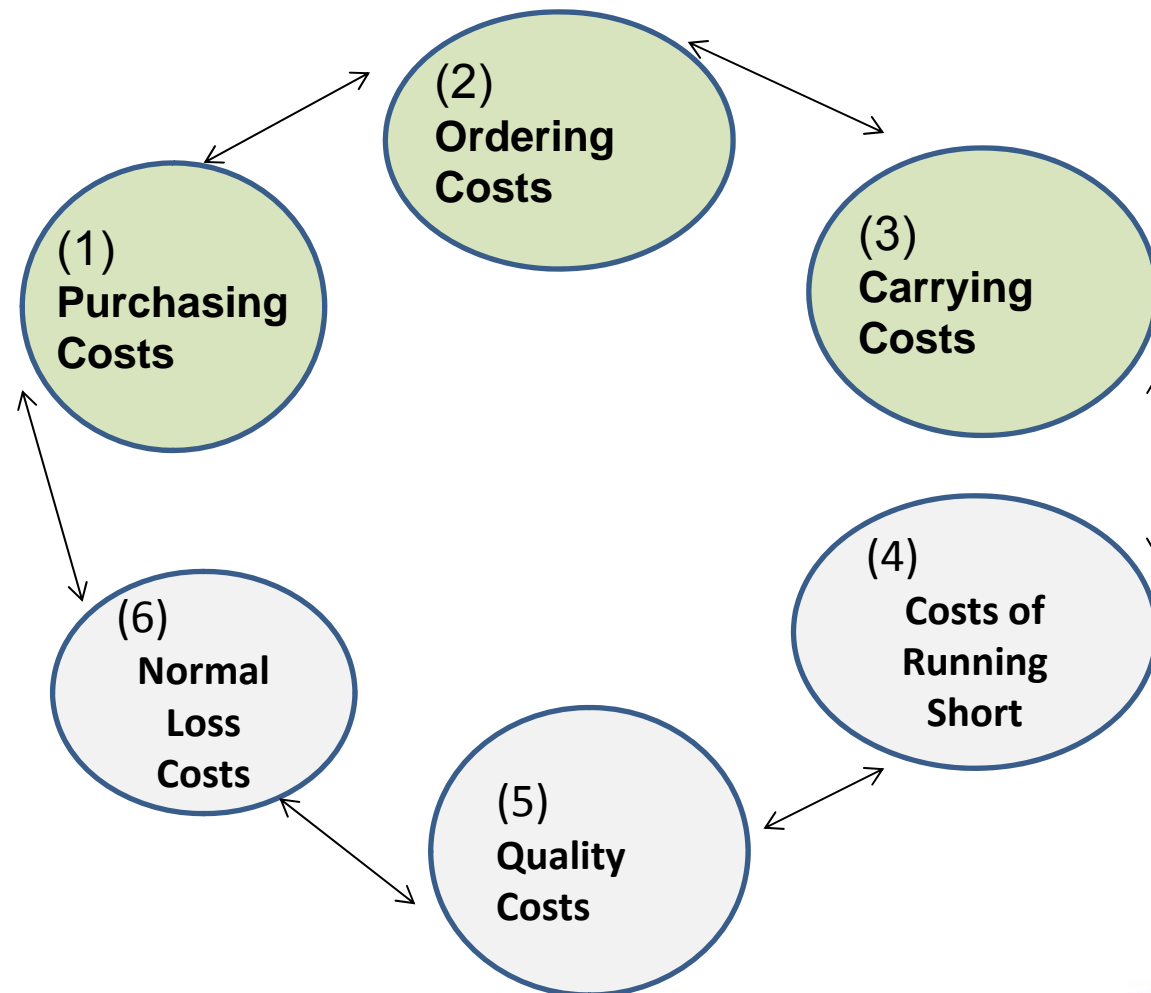 (1)
Purchasing
Costs
(2)
Ordering
Costs
(3)
Carrying
Costs
(4)
Costs of
Running
Short
(5)
Quality
Costs
(6)
Normal
Loss
Costs